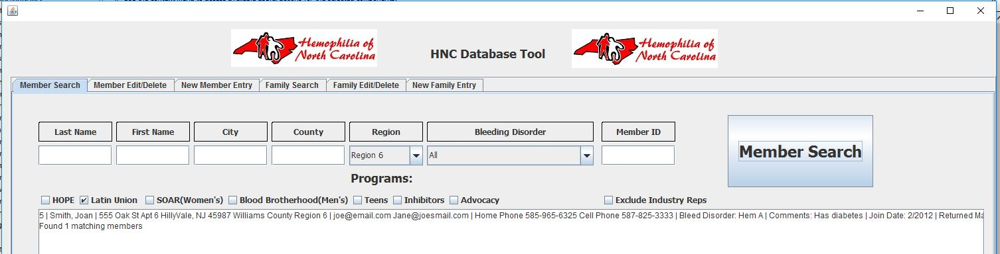 Hemophilia of
North Carolina
HNC Database Tool
Hemophilia of
North Carolina
Member Search Member Edit/Delete New Member Entry Family Search Family Edit/Delete New Family Entry
Last Name First Name City County Region Bleeding Disorder Member ID
Region 6 All
Member Search
Programs:
HOPE Latin Union SOAR(Women's) Blood Brotherhood(Men's) Teens Inhibitors Advocacy Exclude Industry Reps
5 | Smith, Joan | 555 Oak St Apt 6 HillyVale, NJ 45987 Williams County Region 6 | joe@email.com Jane@joesmail.com | Home Phone 585-965-6325 Cell Phone 587-825-3333 | Bleed Disorder: Hem A | Comments: Has diabetes | Join Date: 2/2012 | Returned Ma
Found 1 matching members